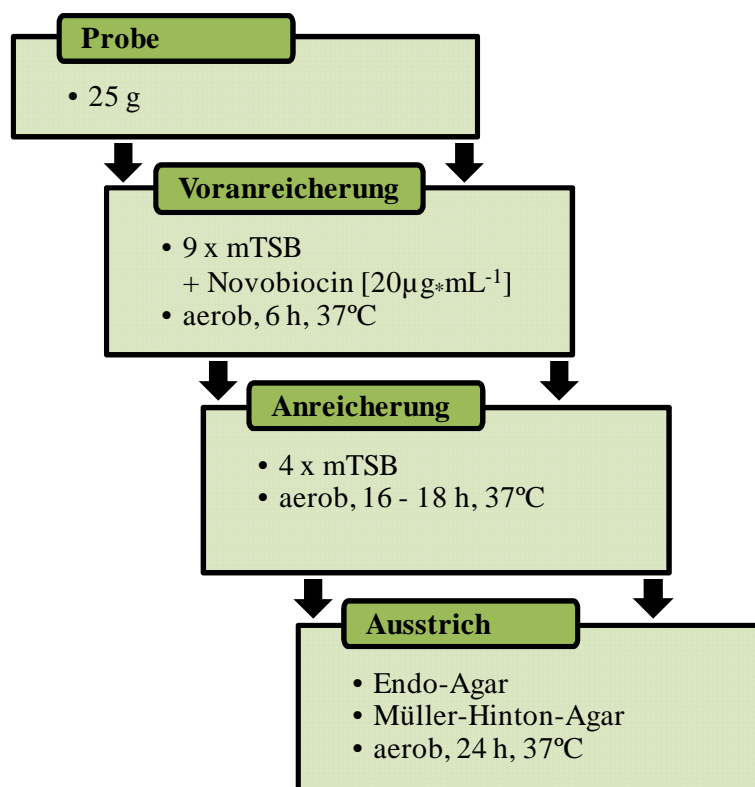 Probe
• 25 g
Voranreicherung
• 9 x mTSB
+ Novobiocin [20µg*mL⁻¹]
• aerob, 6 h, 37ºC
Anreicherung
• 4 x mTSB
• aerob, 16 - 18 h, 37ºC
Ausstrich
• Endo-Agar
• Müller-Hinton-Agar
• aerob, 24 h, 37ºC